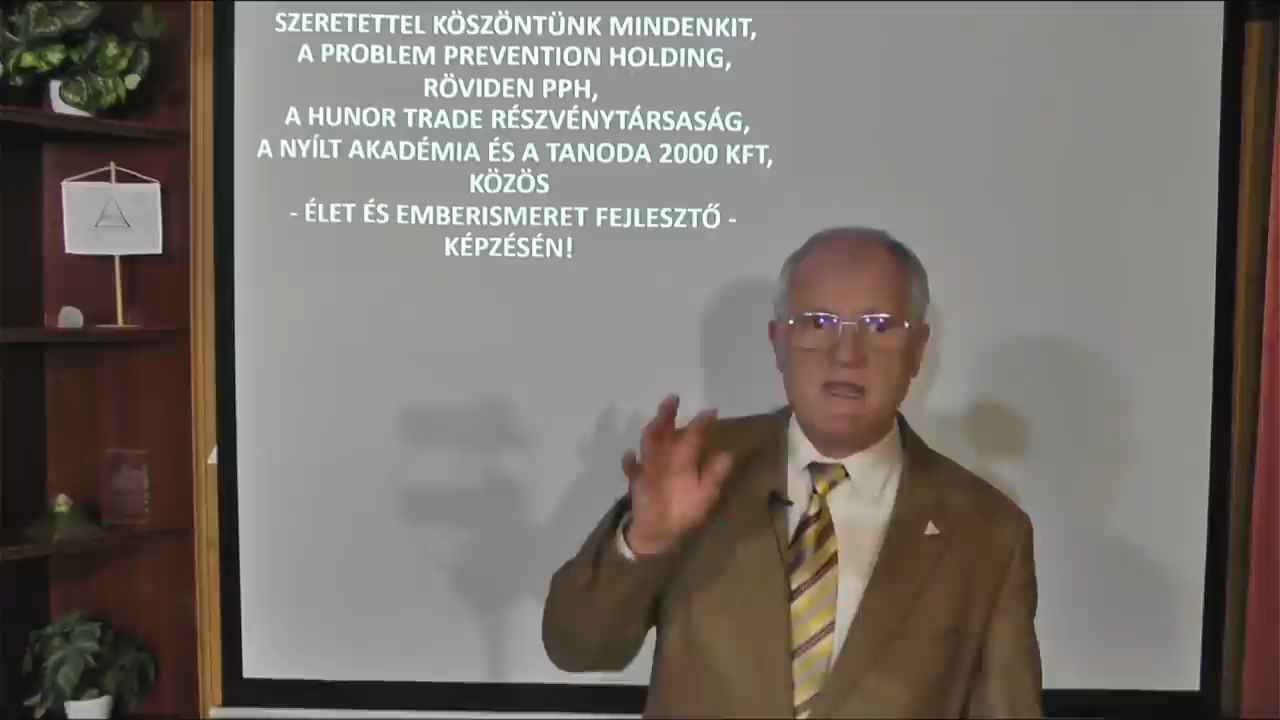 SZERETETTEL KÖSZÖNTÜNK MINDENKIT,
A PROBLEM PREVENTION HOLDING,
RÖVIDEN PPH,
A HUNOR TRADE RÉSZVÉNYTÁRSASÁG,
A NYÍLT AKADÉMIA ÉS A TANODA 2000 KFT,
KÖZÖS
- ÉLET ÉS EMBERISMERET FEJLESZTŐ -
KÉPZÉSÉN!